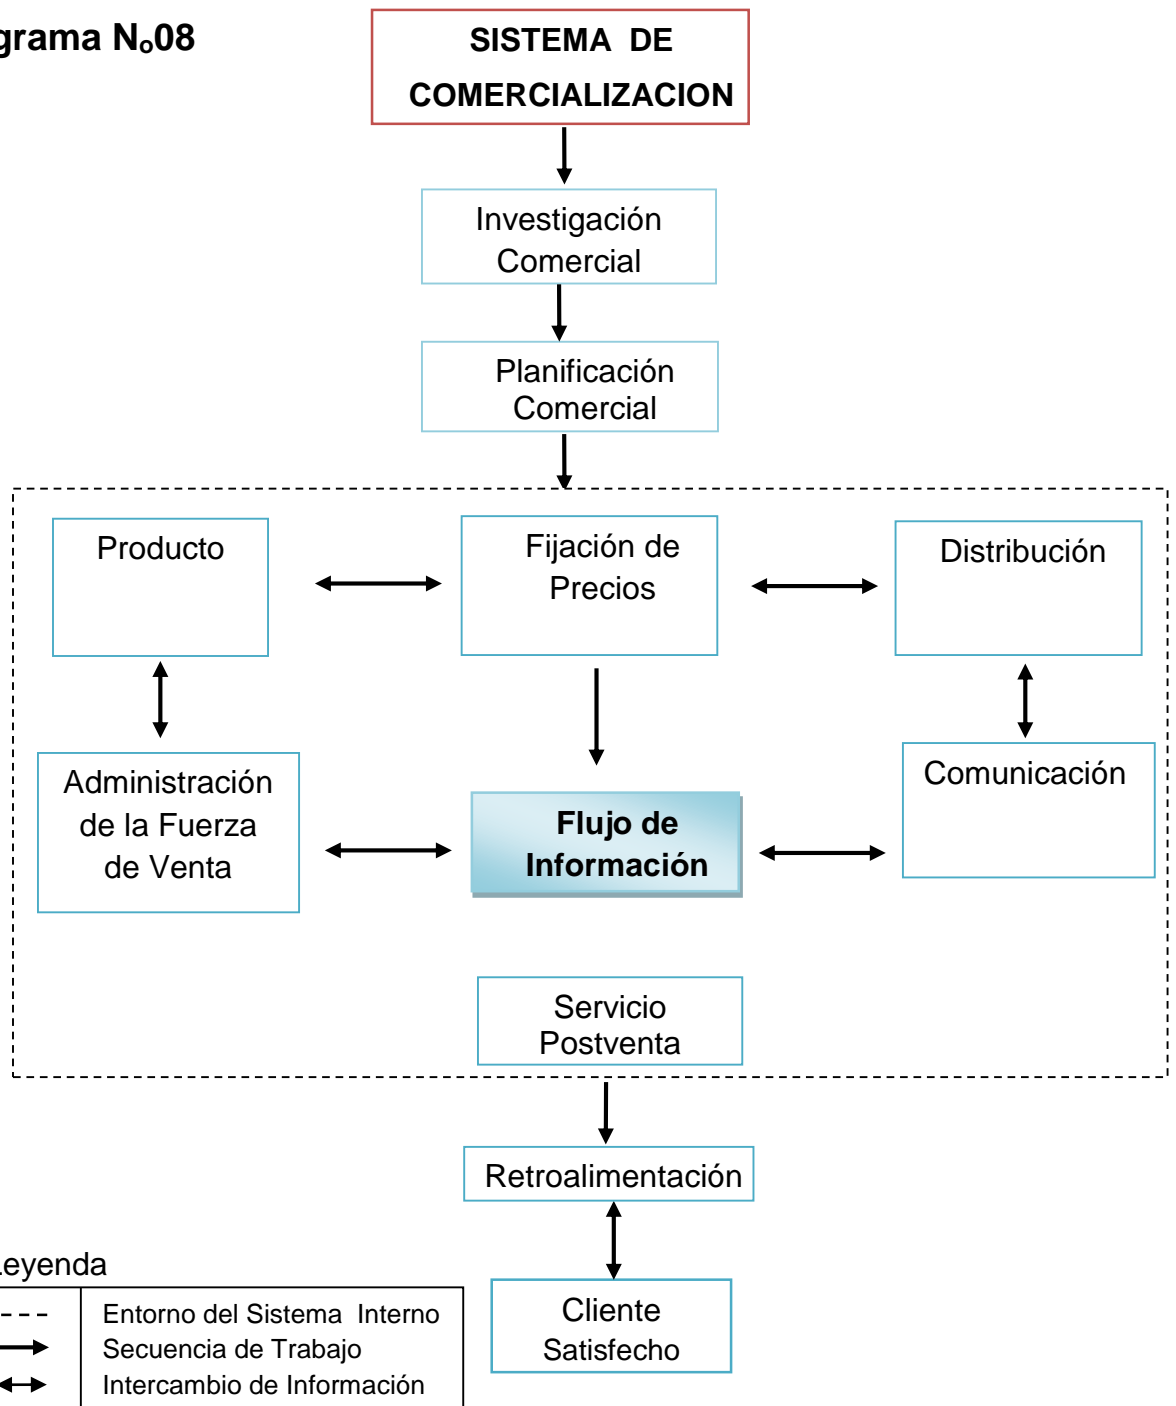 grama No08
SISTEMA DE
COMERCIALIZACION
Investigación
Comercial
Planificación
Comercial
Producto
Fijación de
Precios
Distribución
Administración
de la Fuerza
de Venta
Flujo de
Información
Comunicación
Servicio
Postventa
Retroalimentación
Cliente
Satisfecho
Leyenda
Entorno del Sistema Interno
Secuencia de Trabajo
Intercambio de Información